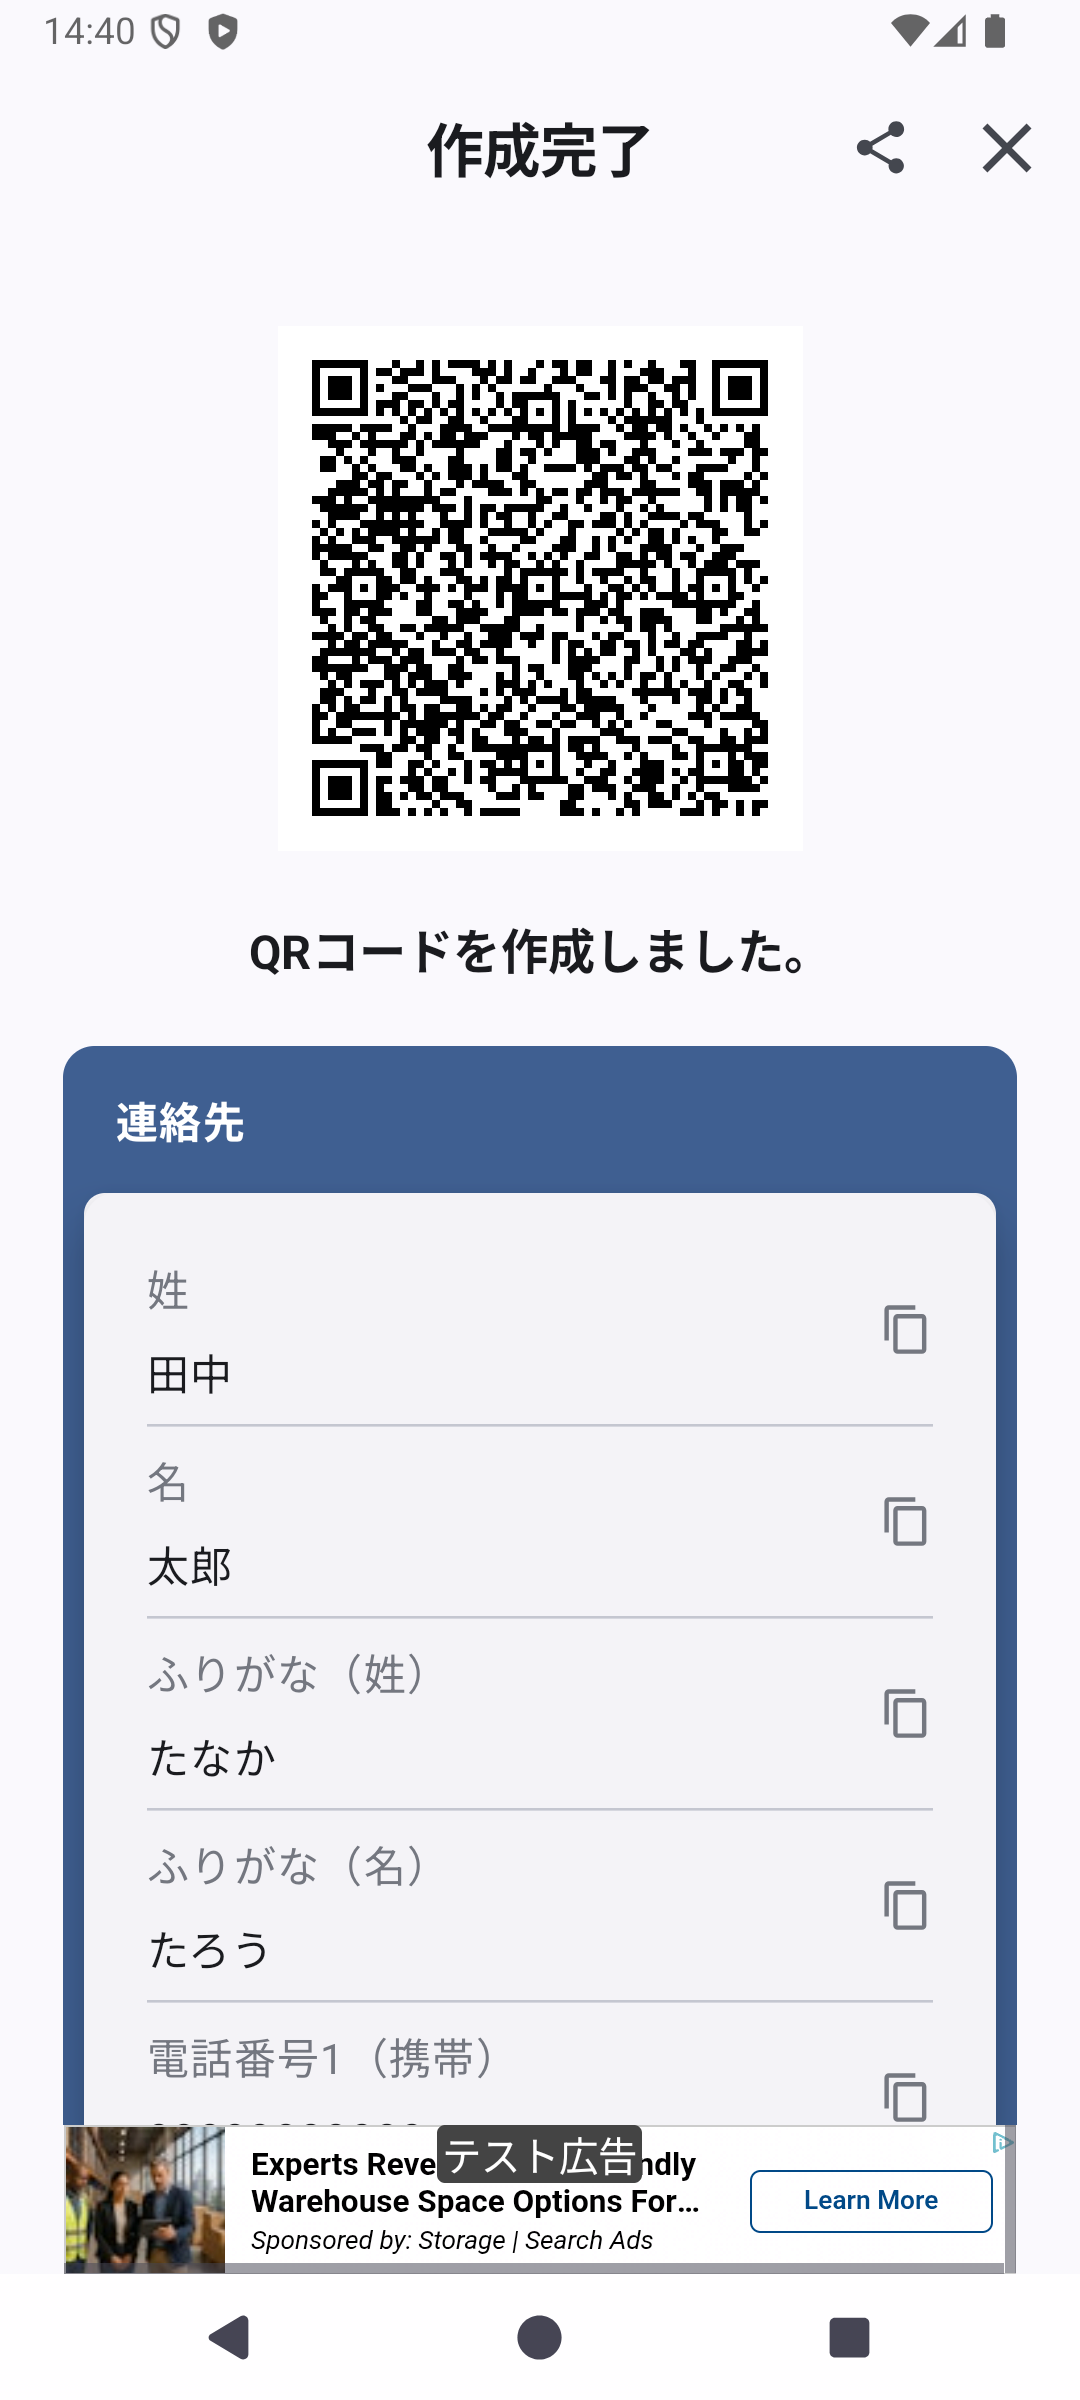 14:40
作成完了
QRコードを作成しました。
連絡先
姓
田中
名
太郎
ふりがな（姓）
たなか
ふりがな（名）
たろう
電話番号1（携帯）
テスト広告
Experts Reve ndly
Warehouse Space Options For...
Sponsored by: Storage | Search Ads
Learn More